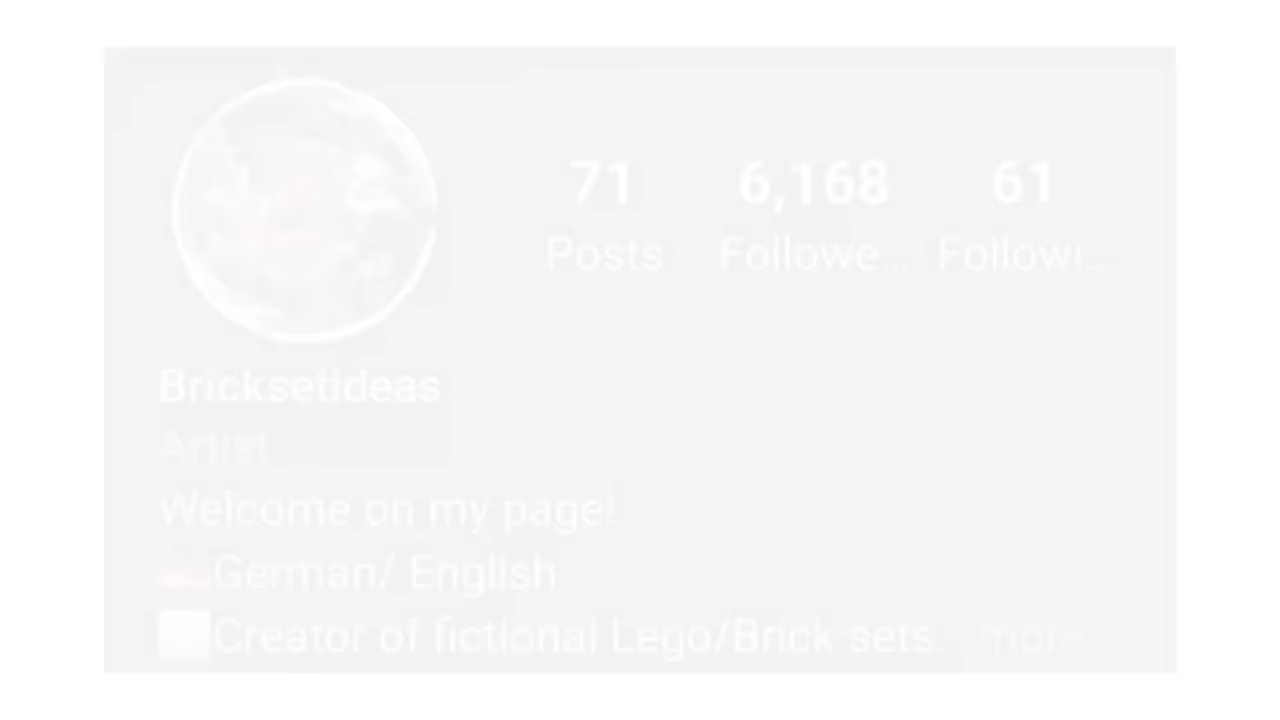 71 6,168 61
Posts Followe... Followi...
Bricksetideas
Artist
Welcome on my page!
German/ English
Creator of fictional Lego/Brick sets... more